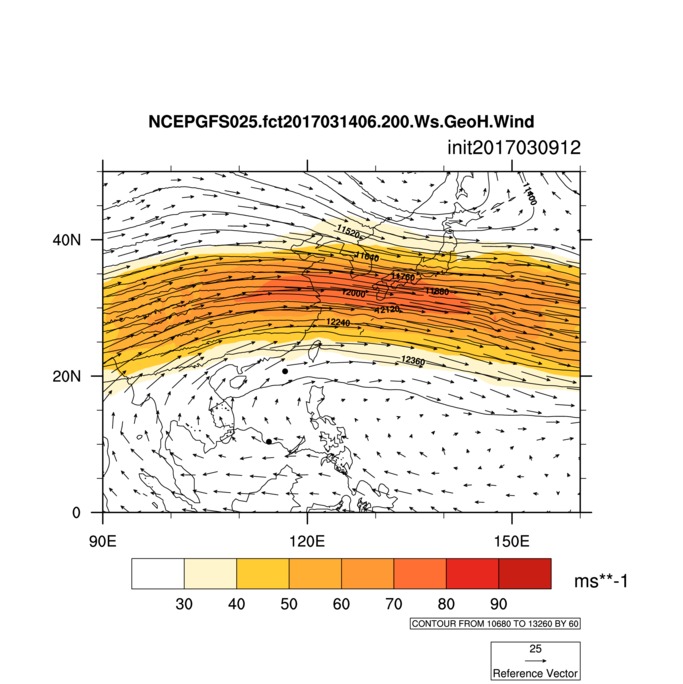 NCEPGFS025.fct2017031406.200.Ws.GeoH.Wind
init2017030912
11400
11520
11640
11760
11880
12000
12120
12240
12360
40N
20N
0
90E 120E 150E
30 40 50 60 70 80 90
ms**-1
CONTOUR FROM 10680 TO 13260 BY 60
25
Reference Vector